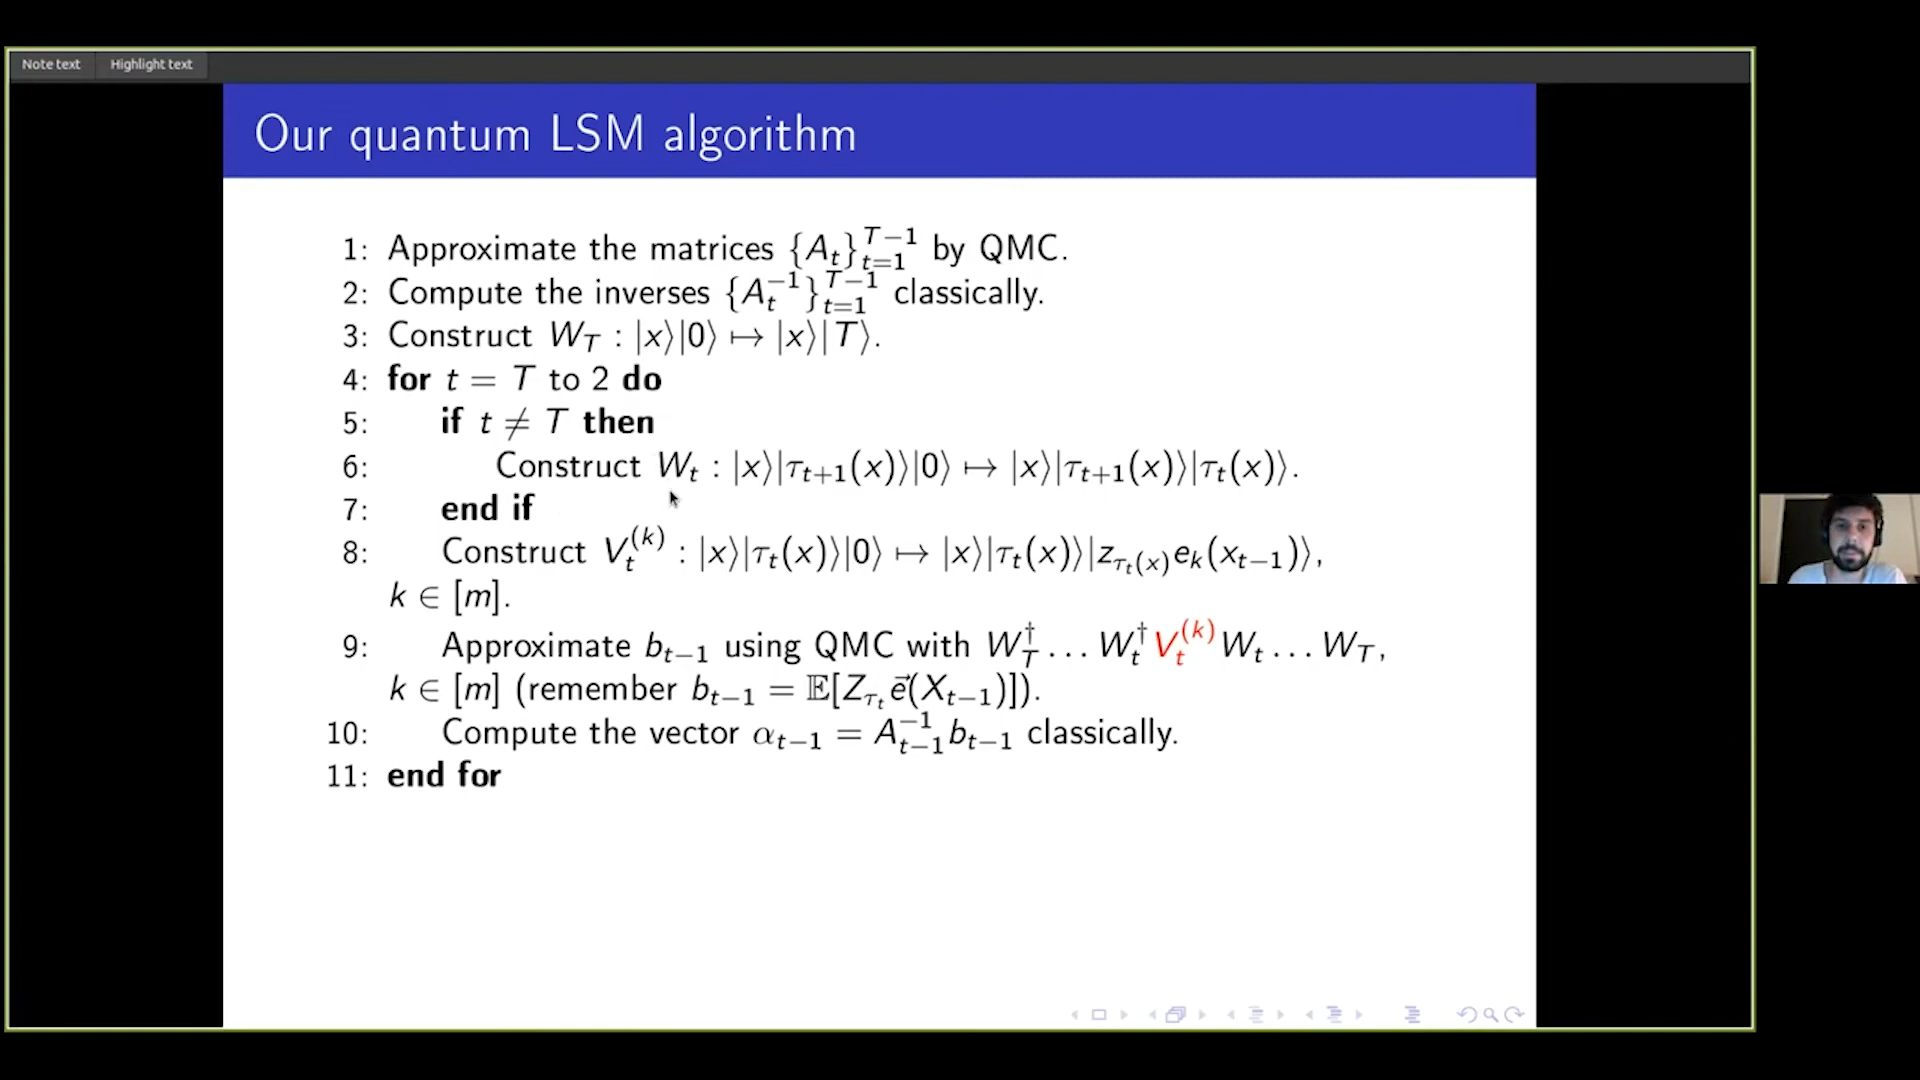 Note text Highlight text
Our quantum LSM algorithm
1: Approximate the matrices {A_t}_{t=1}^{T−1} by QMC.
2: Compute the inverses {A_t^{−1}}_{t=1}^{T−1} classically.
3: Construct W_T : |x⟩|0⟩ ↦ |x⟩|T⟩.
4: for t = T to 2 do
5: if t ≠ T then
6: Construct W_t : |x⟩|τ_{t+1}(x)⟩|0⟩ ↦ |x⟩|τ_{t+1}(x)⟩|τ_t(x)⟩.
7: end if
8: Construct V_t^{(k)} : |x⟩|τ_t(x)⟩|0⟩ ↦ |x⟩|τ_t(x)⟩|z_{τ_t(x)}e_k(x_{t−1})⟩,
k ∈ [m].
9: Approximate b_{t−1} using QMC with W_T^† ... W_t^† V_t^{(k)} W_t ... W_T,
k ∈ [m] (remember b_{t−1} = 𝔼[Z_{τ_t} e⃗(X_{t−1})]).
10: Compute the vector α_{t−1} = A_{t−1}^{−1} b_{t−1} classically.
11: end for